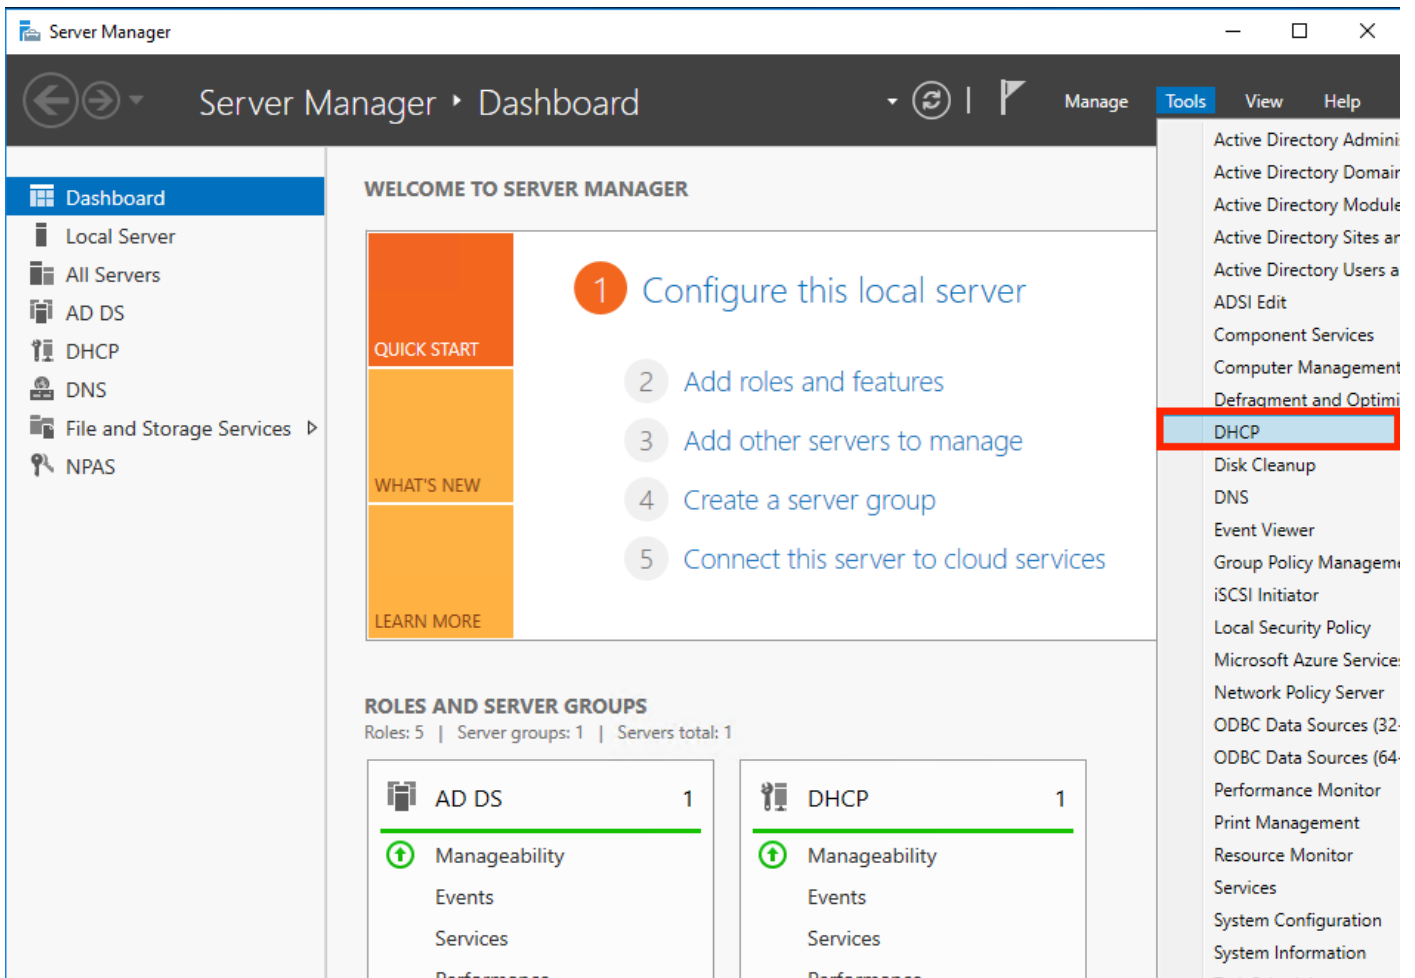 Server Manager
Server Manager • Dashboard
Manage Tools View Help
Dashboard
Local Server
All Servers
AD DS
DHCP
DNS
File and Storage Services
NPAS
WELCOME TO SERVER MANAGER
QUICK START
WHAT'S NEW
LEARN MORE
1 Configure this local server
2 Add roles and features
3 Add other servers to manage
4 Create a server group
5 Connect this server to cloud services
ROLES AND SERVER GROUPS
Roles: 5 | Server groups: 1 | Servers total: 1
AD DS 1
Manageability
Events
Services
Performance
DHCP 1
Manageability
Events
Services
Performance
Active Directory Admini
Active Directory Domain
Active Directory Module
Active Directory Sites an
Active Directory Users a
ADSI Edit
Component Services
Computer Management
Defragment and Optimi
DHCP
Disk Cleanup
DNS
Event Viewer
Group Policy Manageme
iSCSI Initiator
Local Security Policy
Microsoft Azure Services
Network Policy Server
ODBC Data Sources (32-
ODBC Data Sources (64-
Performance Monitor
Print Management
Resource Monitor
Services
System Configuration
System Information